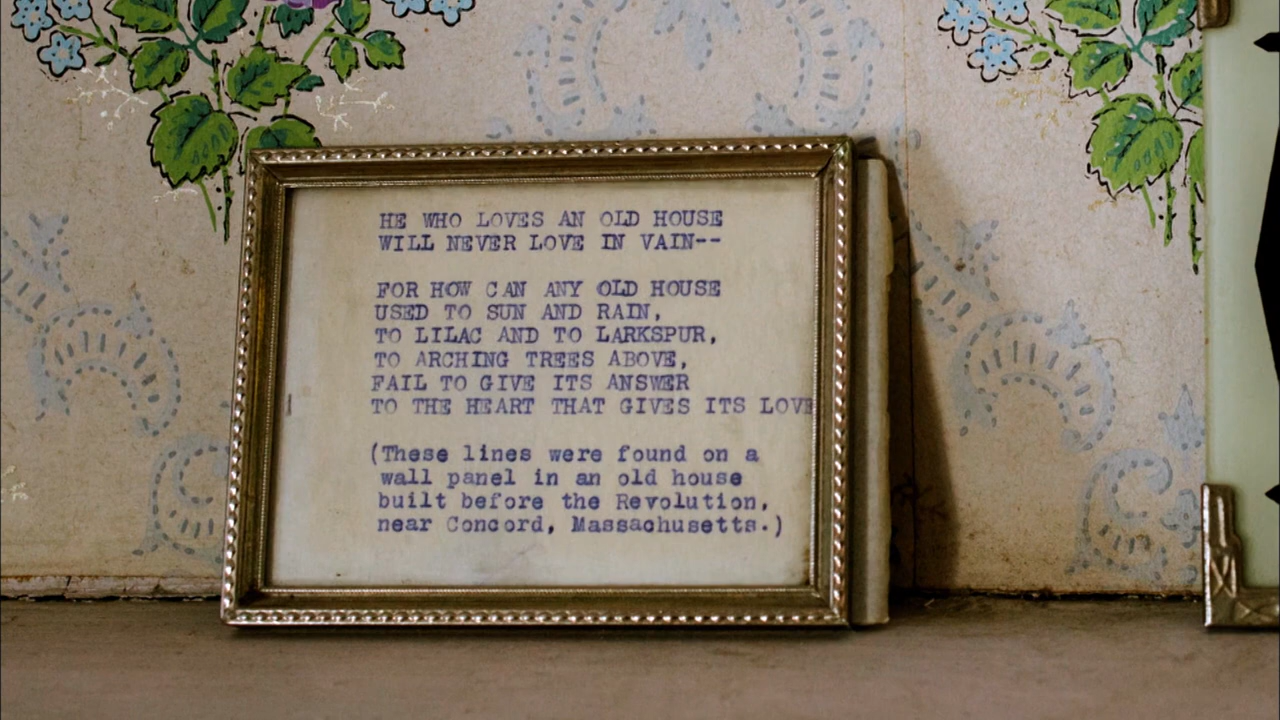 HE WHO LOVES AN OLD HOUSE
WILL NEVER LOVE IN VAIN--
FOR HOW CAN ANY OLD HOUSE
USED TO SUN AND RAIN,
TO LILAC AND TO LARKSPUR,
TO ARCHING TREES ABOVE,
FAIL TO GIVE ITS ANSWER
TO THE HEART THAT GIVES ITS LOVE
(These lines were found on a
wall panel in an old house
built before the Revolution,
near Concord, Massachusetts.)